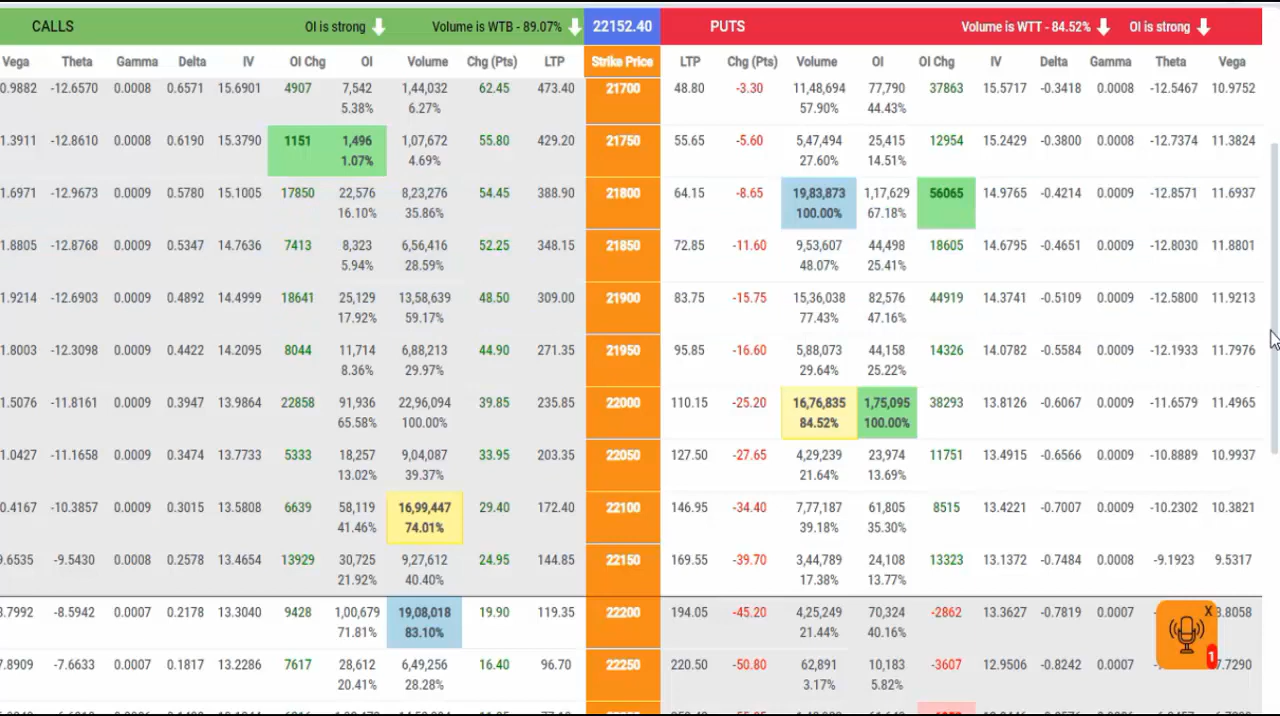 CALLS OI is strong Volume is WTB - 89.07% 22152.40 PUTS Volume is WTT - 84.52% OI is strong
Vega Theta Gamma Delta IV OI Chg OI Volume Chg (Pts) LTP Strike Price LTP Chg (Pts) Volume OI OI Chg IV Delta Gamma Theta Vega
0.9882 -12.6570 0.0008 0.6571 15.6901 4907 7,542 1,44,032 62.45 473.40 21700 48.80 -3.30 11,48,694 77,790 37863 15.5717 -0.3418 0.0008 -12.5467 10.9752
5.38% 6.27% 57.90% 44.43%
1.3911 -12.8610 0.0008 0.6190 15.3790 1151 1,496 1,07,672 55.80 429.20 21750 55.65 -5.60 5,47,494 25,415 12954 15.2429 -0.3800 0.0008 -12.7374 11.3824
1.07% 4.69% 27.60% 14.51%
1.6971 -12.9673 0.0009 0.5780 15.1005 17850 22,576 8,23,276 54.45 388.90 21800 64.15 -8.65 19,83,873 1,17,629 56065 14.9765 -0.4214 0.0009 -12.8571 11.6937
16.10% 35.86% 100.00% 67.18%
1.8805 -12.8768 0.0009 0.5347 14.7636 7413 8,323 6,56,416 52.25 348.15 21850 72.85 -11.60 9,53,607 44,498 18605 14.6795 -0.4651 0.0009 -12.8030 11.8801
5.94% 28.59% 48.07% 25.41%
1.9214 -12.6903 0.0009 0.4892 14.4999 18641 25,129 13,58,639 48.50 309.00 21900 83.75 -15.75 15,36,038 82,576 44919 14.3741 -0.5109 0.0009 -12.5800 11.9213
17.92% 59.17% 77.43% 47.16%
1.8003 -12.3098 0.0009 0.4422 14.2095 8044 11,714 6,88,213 44.90 271.35 21950 95.85 -16.60 5,88,073 44,158 14326 14.0782 -0.5584 0.0009 -12.1933 11.7976
8.36% 29.97% 29.64% 25.22%
1.5076 -11.8161 0.0009 0.3947 13.9864 22858 91,936 22,96,094 39.85 235.85 22000 110.15 -25.20 16,76,835 1,75,095 38293 13.8126 -0.6067 0.0009 -11.6579 11.4965
65.58% 100.00% 84.52% 100.00%
1.0427 -11.1658 0.0009 0.3474 13.7733 5333 18,257 9,04,087 33.95 203.35 22050 127.50 -27.65 4,29,239 23,974 11751 13.4915 -0.6566 0.0009 -10.8889 10.9937
13.02% 39.37% 21.64% 13.69%
0.4167 -10.3857 0.0009 0.3015 13.5808 6639 58,119 16,99,447 29.40 172.40 22100 146.95 -34.40 7,77,187 61,805 8515 13.4221 -0.7007 0.0009 -10.2302 10.3821
41.46% 74.01% 39.18% 35.30%
9.6535 -9.5430 0.0009 0.2578 13.4654 13929 30,725 9,27,612 24.95 144.85 22150 169.55 -39.70 3,44,789 24,108 13323 13.1372 -0.7484 0.0008 -9.1923 9.5317
21.92% 40.40% 17.38% 13.77%
8.7992 -8.5942 0.0007 0.2178 13.3040 9428 1,00,679 19,08,018 19.90 119.35 22200 194.05 -45.20 4,25,249 70,324 -2862 13.3627 -0.7819 0.0007 X 8.8058
71.81% 83.10% 21.44% 40.16% 1
7.8909 -7.6633 0.0007 0.1817 13.2286 7617 28,612 6,49,256 16.40 96.70 22250 220.50 -50.80 62,891 10,183 -3607 12.9506 -0.8242 0.0007 7.7290
20.41% 28.28% 3.17% 5.82%